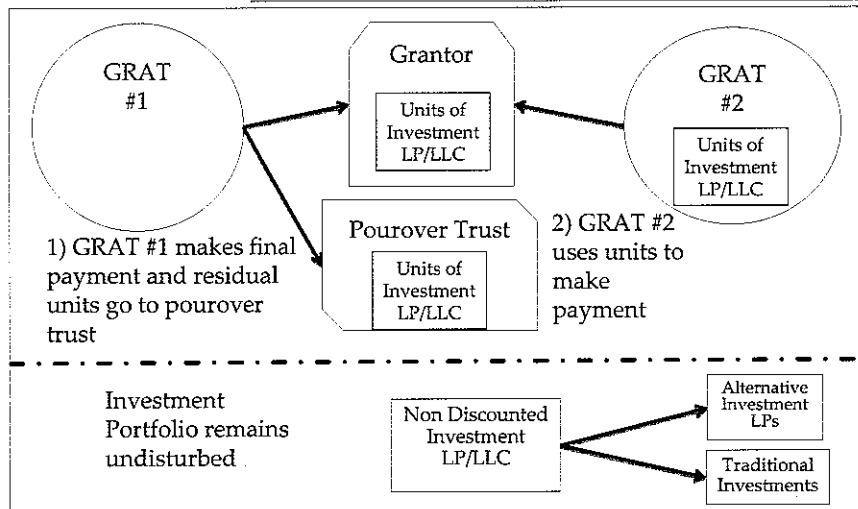 GRAT
#1
Grantor
Units of
Investment
LP/LLC
GRAT
#2
Units of
Investment
LP/LLC
1) GRAT #1 makes final
payment and residual
units go to pourover
trust
Pourover Trust
Units of
Investment
LP/LLC
2) GRAT #2
uses units to
make
payment
Investment
Portfolio remains
undisturbed
Non Discounted
Investment
LP/LLC
Alternative
Investment
LPs
Traditional
Investments